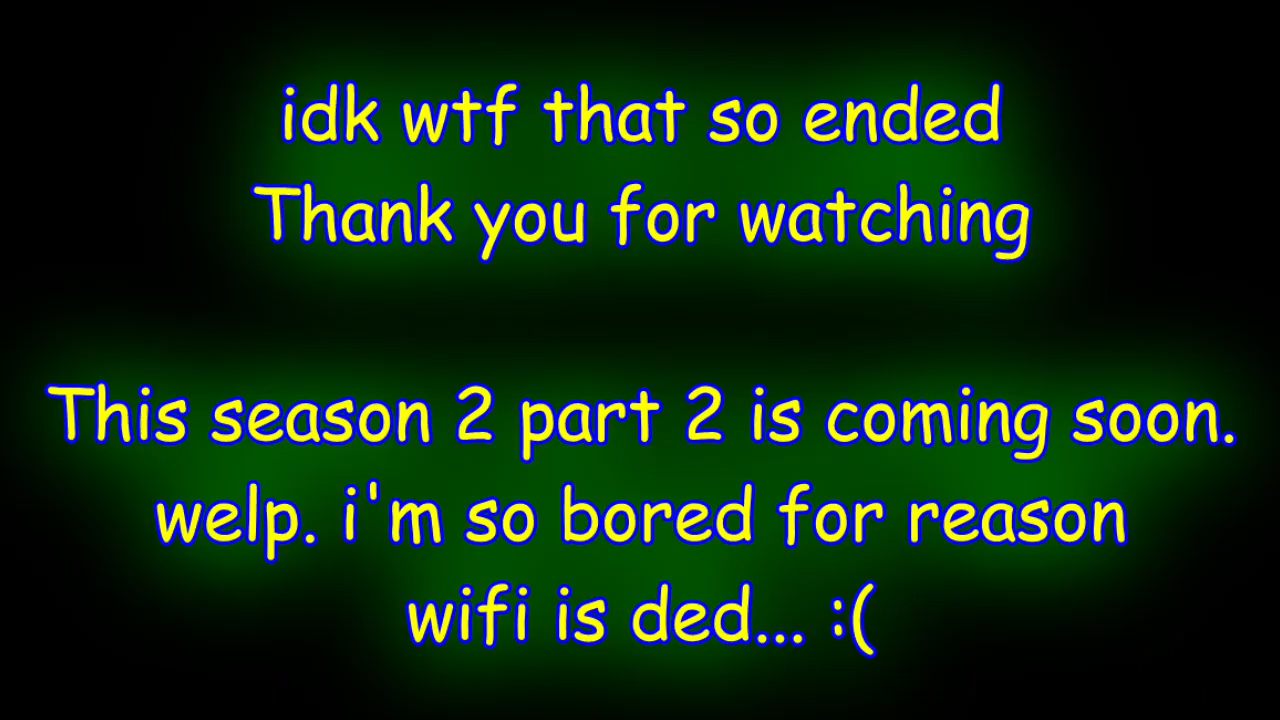 idk wtf that so ended
Thank you for watching
This season 2 part 2 is coming soon.
welp. i'm so bored for reason
wifi is ded... :(